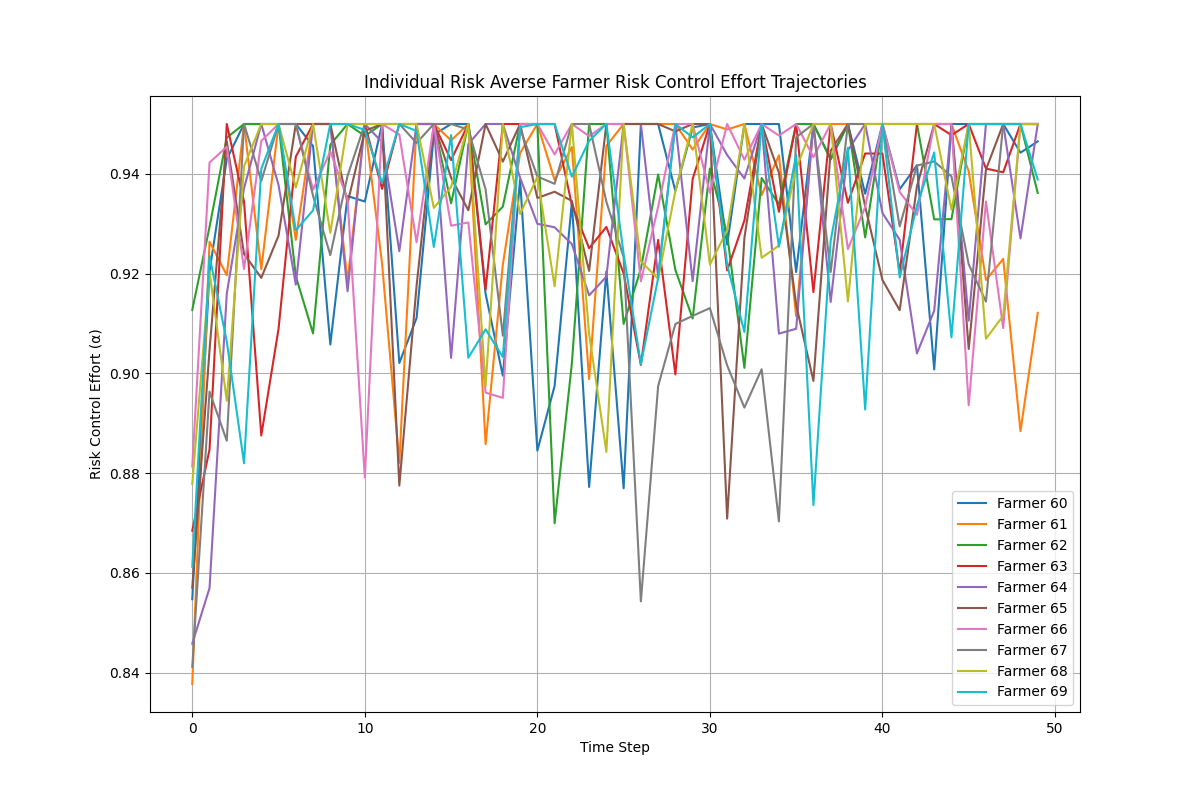 Individual Risk Averse Farmer Risk Control Effort Trajectories
Risk Control Effort (α)
0.94
0.92
0.90
0.88
0.86
0.84
0
10
20
30
40
50
Time Step
Farmer 60
Farmer 61
Farmer 62
Farmer 63
Farmer 64
Farmer 65
Farmer 66
Farmer 67
Farmer 68
Farmer 69